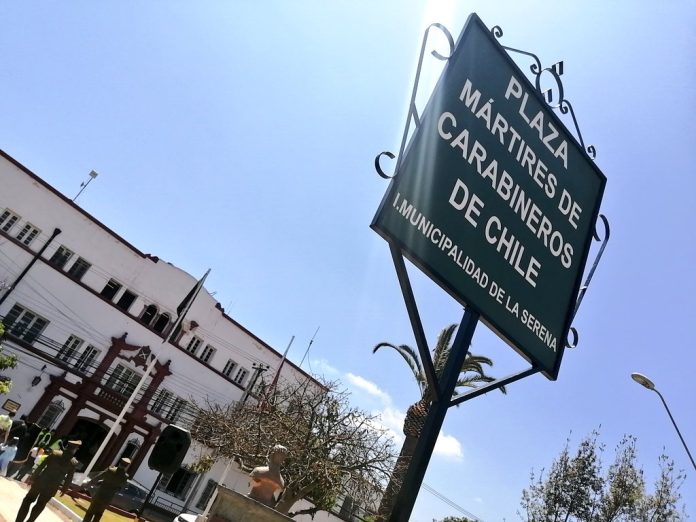 PLAZA
MÁRTIRES DE
CARABINEROS
DE CHILE
I.MUNICIPALIDAD DE LA SERENA